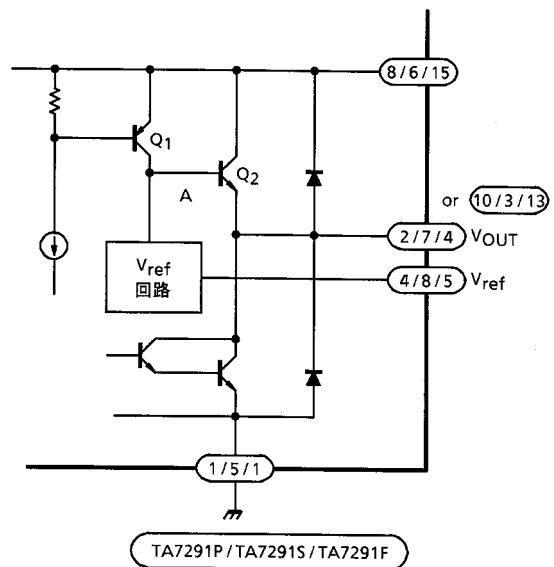 8/6/15
Q1
Q2
A
or 10/3/13
2/7/4 VOUT
Vref
回路
4/8/5 Vref
1/5/1
TA7291P/TA7291S/TA7291F